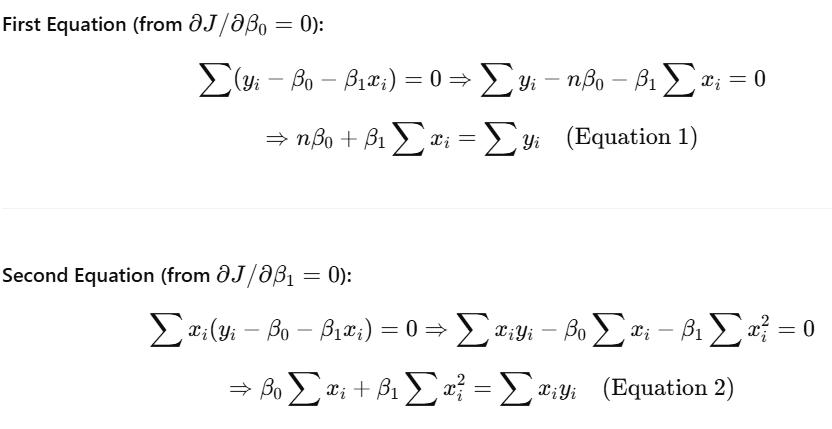 First Equation (from ∂J/∂β₀ = 0):
∑(yᵢ − β₀ − β₁xᵢ) = 0 ⇒ ∑ yᵢ − nβ₀ − β₁ ∑ xᵢ = 0
⇒ nβ₀ + β₁ ∑ xᵢ = ∑ yᵢ (Equation 1)
Second Equation (from ∂J/∂β₁ = 0):
∑ xᵢ(yᵢ − β₀ − β₁xᵢ) = 0 ⇒ ∑ xᵢyᵢ − β₀ ∑ xᵢ − β₁ ∑ xᵢ² = 0
⇒ β₀ ∑ xᵢ + β₁ ∑ xᵢ² = ∑ xᵢyᵢ (Equation 2)